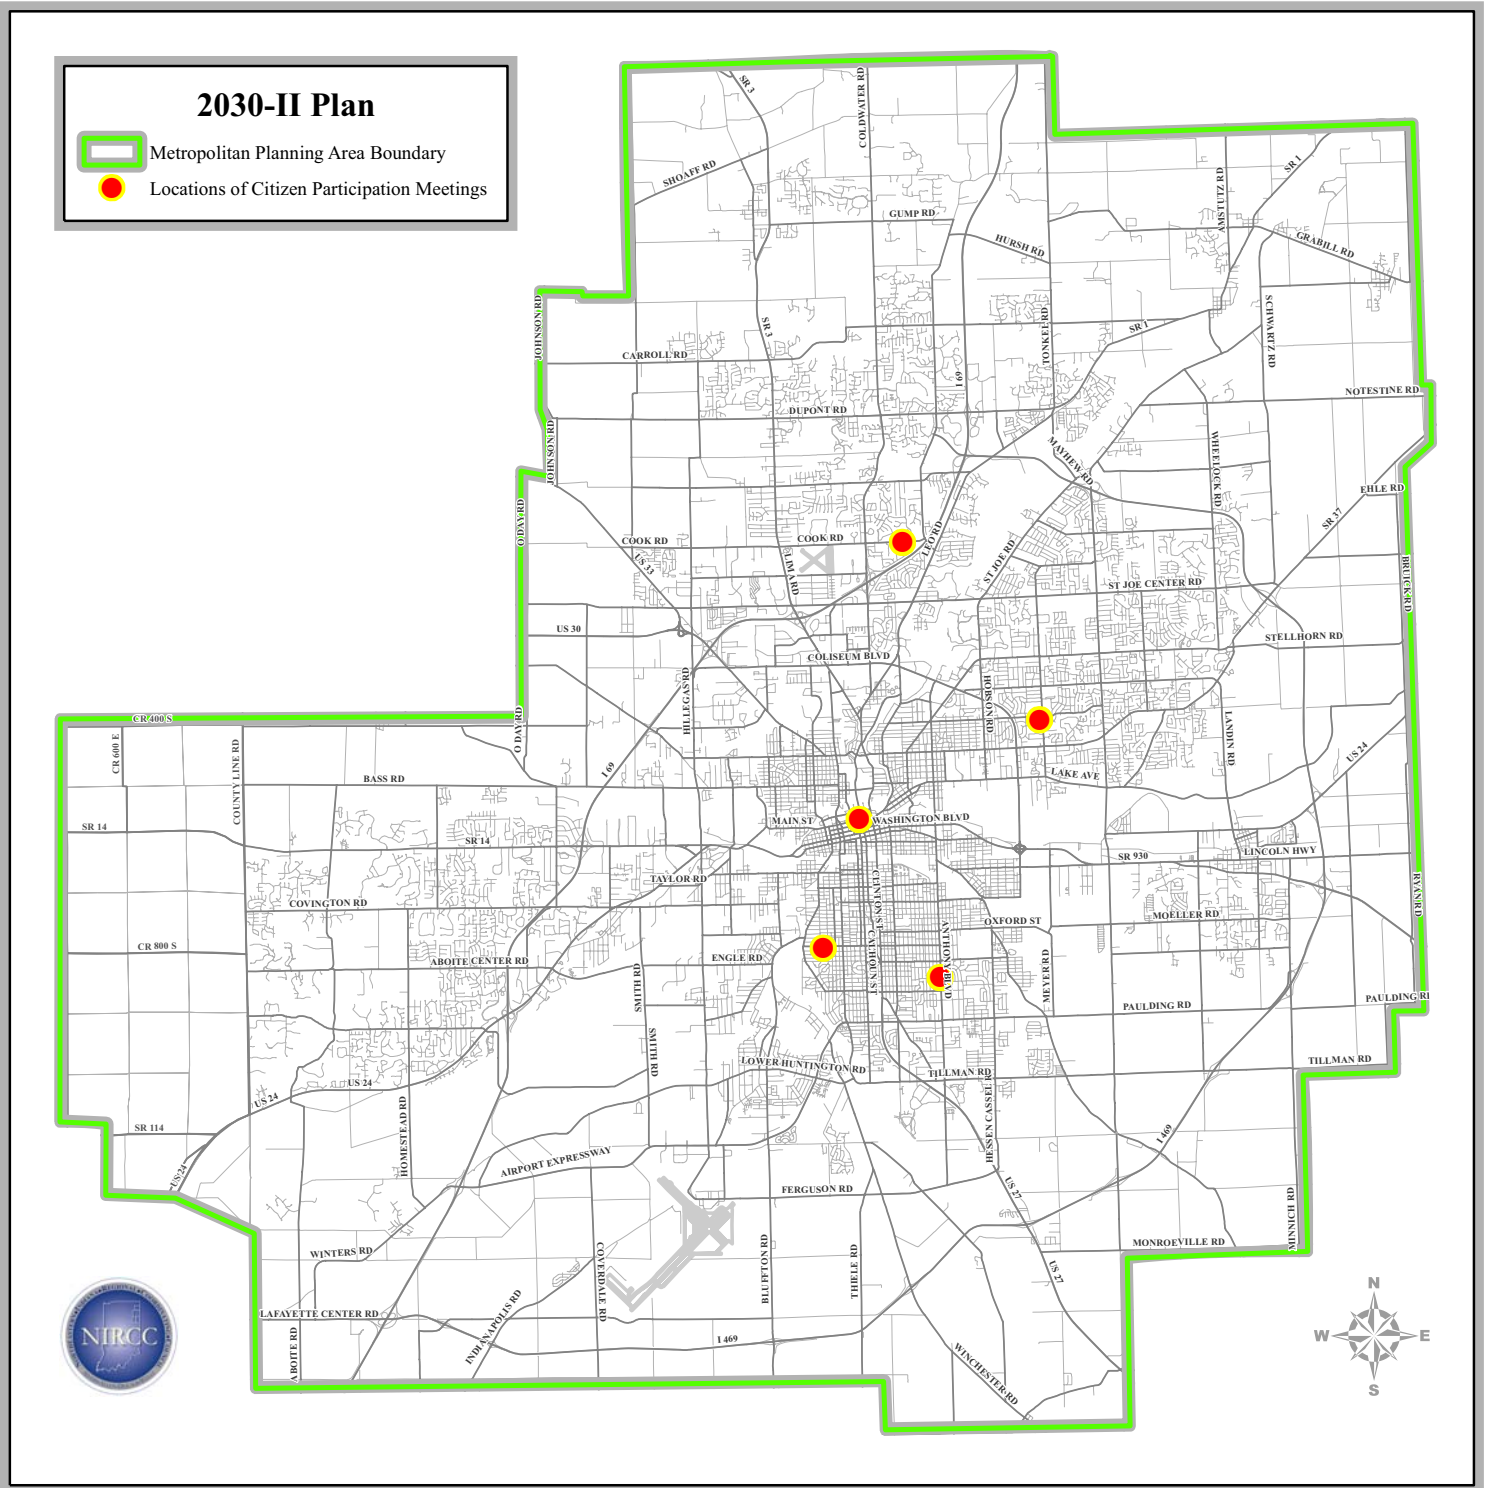 2030-II Plan
Metropolitan Planning Area Boundary
Locations of Citizen Participation Meetings
SR 3
COLDWATER RD
SHOAFF RD
SR 1
AMSTUTZ RD
GUMP RD
HURSH RD
GRABILL RD
JOHNSON RD
SR 3
TONKEL RD
SR 1
SCHWARTZ RD
CARROLL RD
I 69
NOTESTINE RD
DUPONT RD
JOHNSON RD
MAYHEW RD
WHEELOCK RD
EHLE RD
O DAY RD
SR 37
COOK RD
COOK RD
LEO RD
US 33
LIMA RD
ST JOE RD
ST JOE CENTER RD
BRUICK RD
US 30
STELLHORN RD
COLISEUM BLVD
HILLEGAS RD
HOBSON RD
CR 400 S
O DAY RD
LANDIN RD
CR 600 E
COUNTY LINE RD
I 69
US 24
BASS RD
LAKE AVE
SR 14
MAIN ST
WASHINGTON BLVD
SR 14
SR 930
LINCOLN HWY
TAYLOR RD
CLINTON ST
RYAN RD
COVINGTON RD
OXFORD ST
MOELLER RD
CR 800 S
ABOITE CENTER RD
ENGLE RD
CALHOUN ST
ANTHONY BLVD
MEYER RD
SMITH RD
PAULDING RD
PAULDING RD
SMITH RD
LOWER HUNTINGTON RD
TILLMAN RD
TILLMAN RD
US 24
US 24
HESSEN CASSEL RD
SR 114
HOMESTEAD RD
I 469
AIRPORT EXPRESSWAY
US 24
FERGUSON RD
US 27
MINNICH RD
WINTERS RD
COVERDALE RD
BLUFFTON RD
THIELE RD
MONROEVILLE RD
US 27
LAFAYETTE CENTER RD
INDIANAPOLIS RD
ABOITE RD
I 469
WINCHESTER RD
NIRCC
N
W E
S